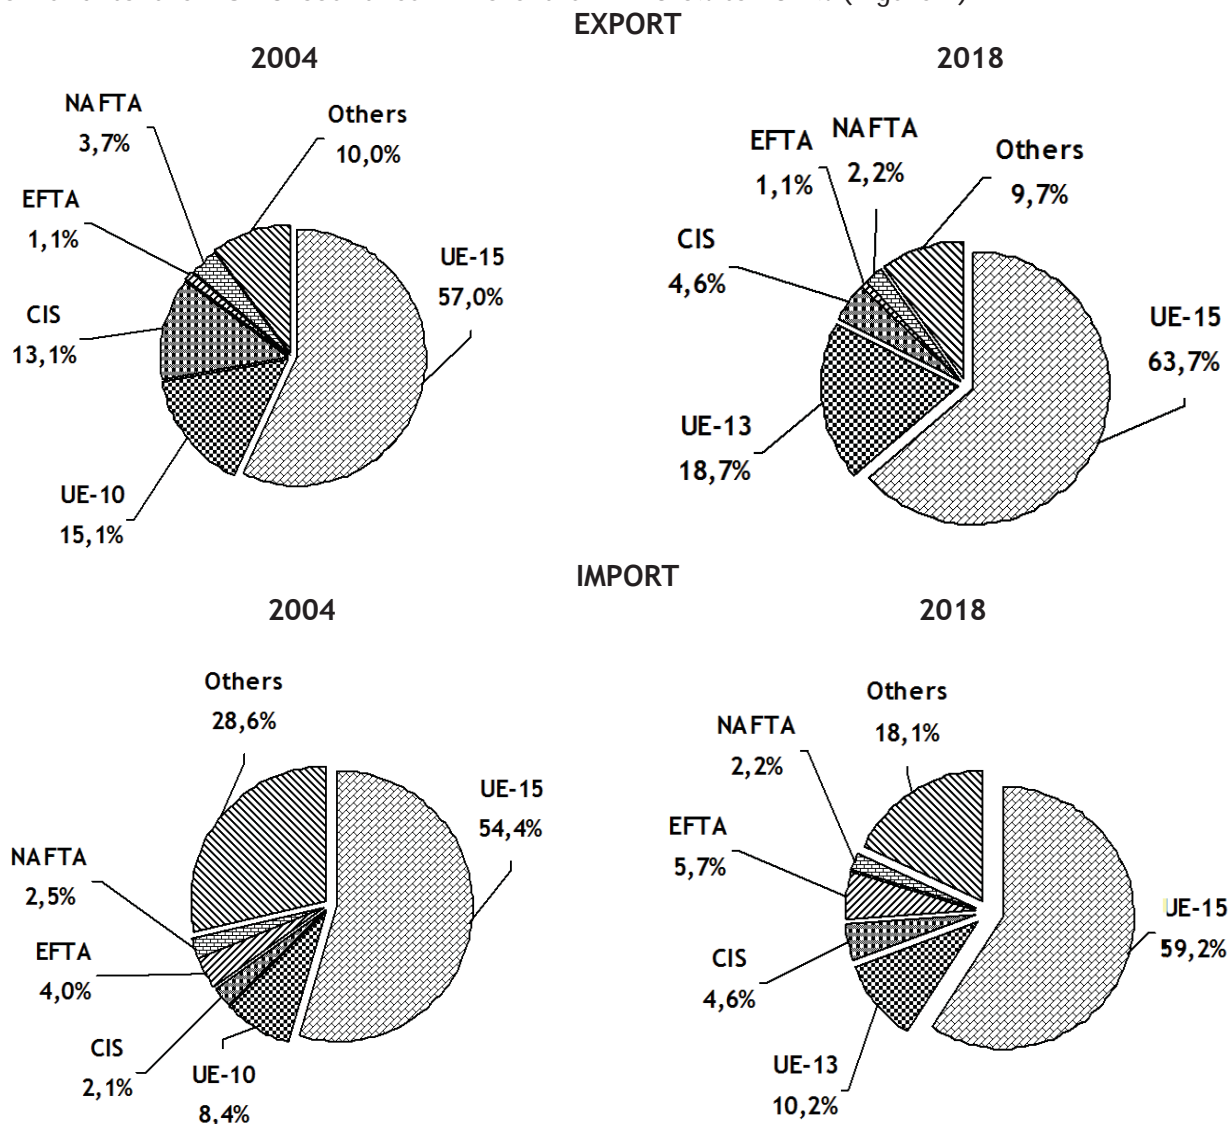 EXPORT
2004
2018
NAFTA
3,7%
Others
10,0%
EFTA
1,1%
CIS
13,1%
UE-10
15,1%
UE-15
57,0%
EFTA
1,1%
NAFTA
2,2%
Others
9,7%
CIS
4,6%
UE-13
18,7%
UE-15
63,7%
IMPORT
2004
2018
Others
28,6%
UE-15
54,4%
NAFTA
2,5%
EFTA
4,0%
CIS
2,1%
UE-10
8,4%
Others
18,1%
NAFTA
2,2%
EFTA
5,7%
CIS
4,6%
UE-13
10,2%
UE-15
59,2%